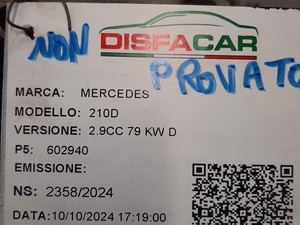 NON
DISFACAR
PROVATO
MARCA: MERCEDES
MODELLO: 210D
VERSIONE: 2.9CC 79 KW D
P5: 602940
EMISSIONE:
NS: 2358/2024
DATA:10/10/2024 17:19:00